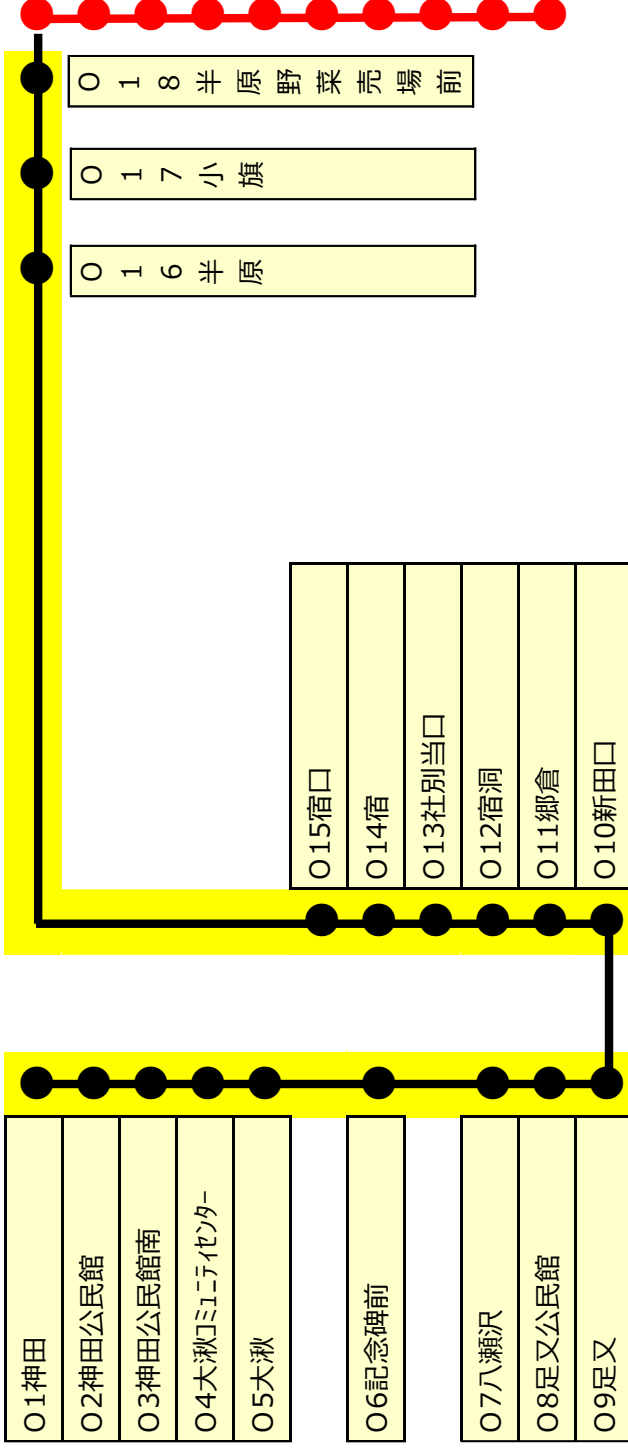 O1神田
O2神田公民館
O3神田公民館南
O4大湫ｺﾐｭﾆﾃｨｾﾝﾀｰ
O5大湫
O6記念碑前
O7八瀬沢
O8足又公民館
O9足又
O10新田口
O11郷倉
O12宿洞
O13社別当口
O14宿
O15宿口
O16半原
O17小旗
O18半原野菜売場前